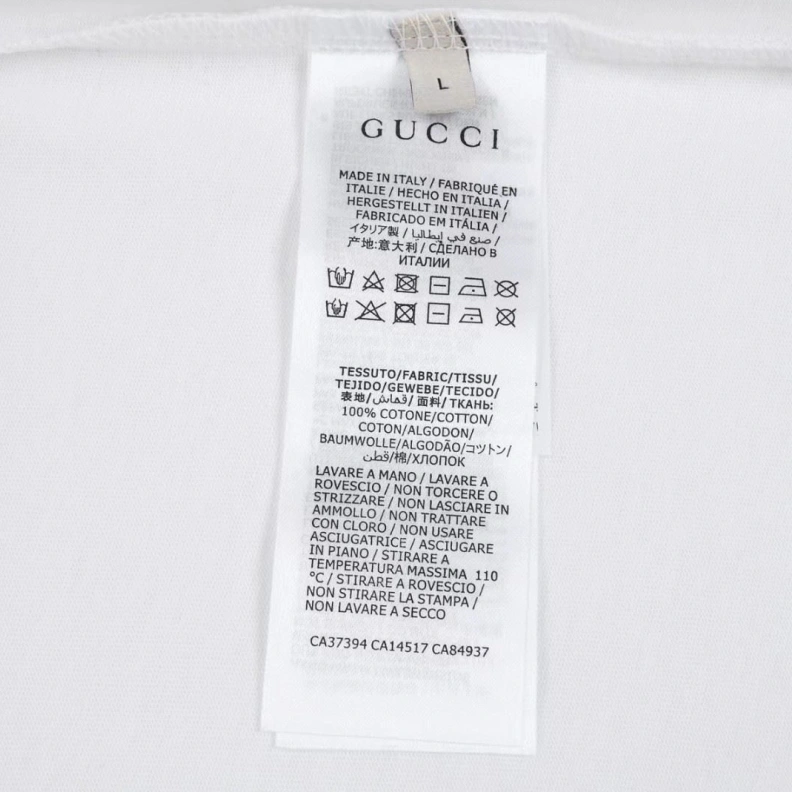 L
GUCCI
MADE IN ITALY / FABRIQUÉ EN
ITALIE / HECHO EN ITALIA /
HERGESTELLT IN ITALIEN /
FABRICADO EM ITÁLIA /
イタリア製 / صنع في إيطاليا /
产地:意大利 / СДЕЛАНО В
ИТАЛИИ
TESSUTO/FABRIC/TISSU/
TEJIDO/GEWEBE/TECIDO/
表地/قماش/ 面料/ ТКАНЬ:
100% COTONE/COTTON/
COTON/ALGODON/
BAUMWOLLE/ALGODÃO/コットン/
قطن/棉/ХЛОПОК
LAVARE A MANO / LAVARE A
ROVESCIO / NON TORCERE O
STRIZZARE / NON LASCIARE IN
AMMOLLO / NON TRATTARE
CON CLORO / NON USARE
ASCIUGATRICE / ASCIUGARE
IN PIANO / STIRARE A
TEMPERATURA MASSIMA 110
°C / STIRARE A ROVESCIO /
NON STIRARE LA STAMPA /
NON LAVARE A SECCO
CA37394 CA14517 CA84937